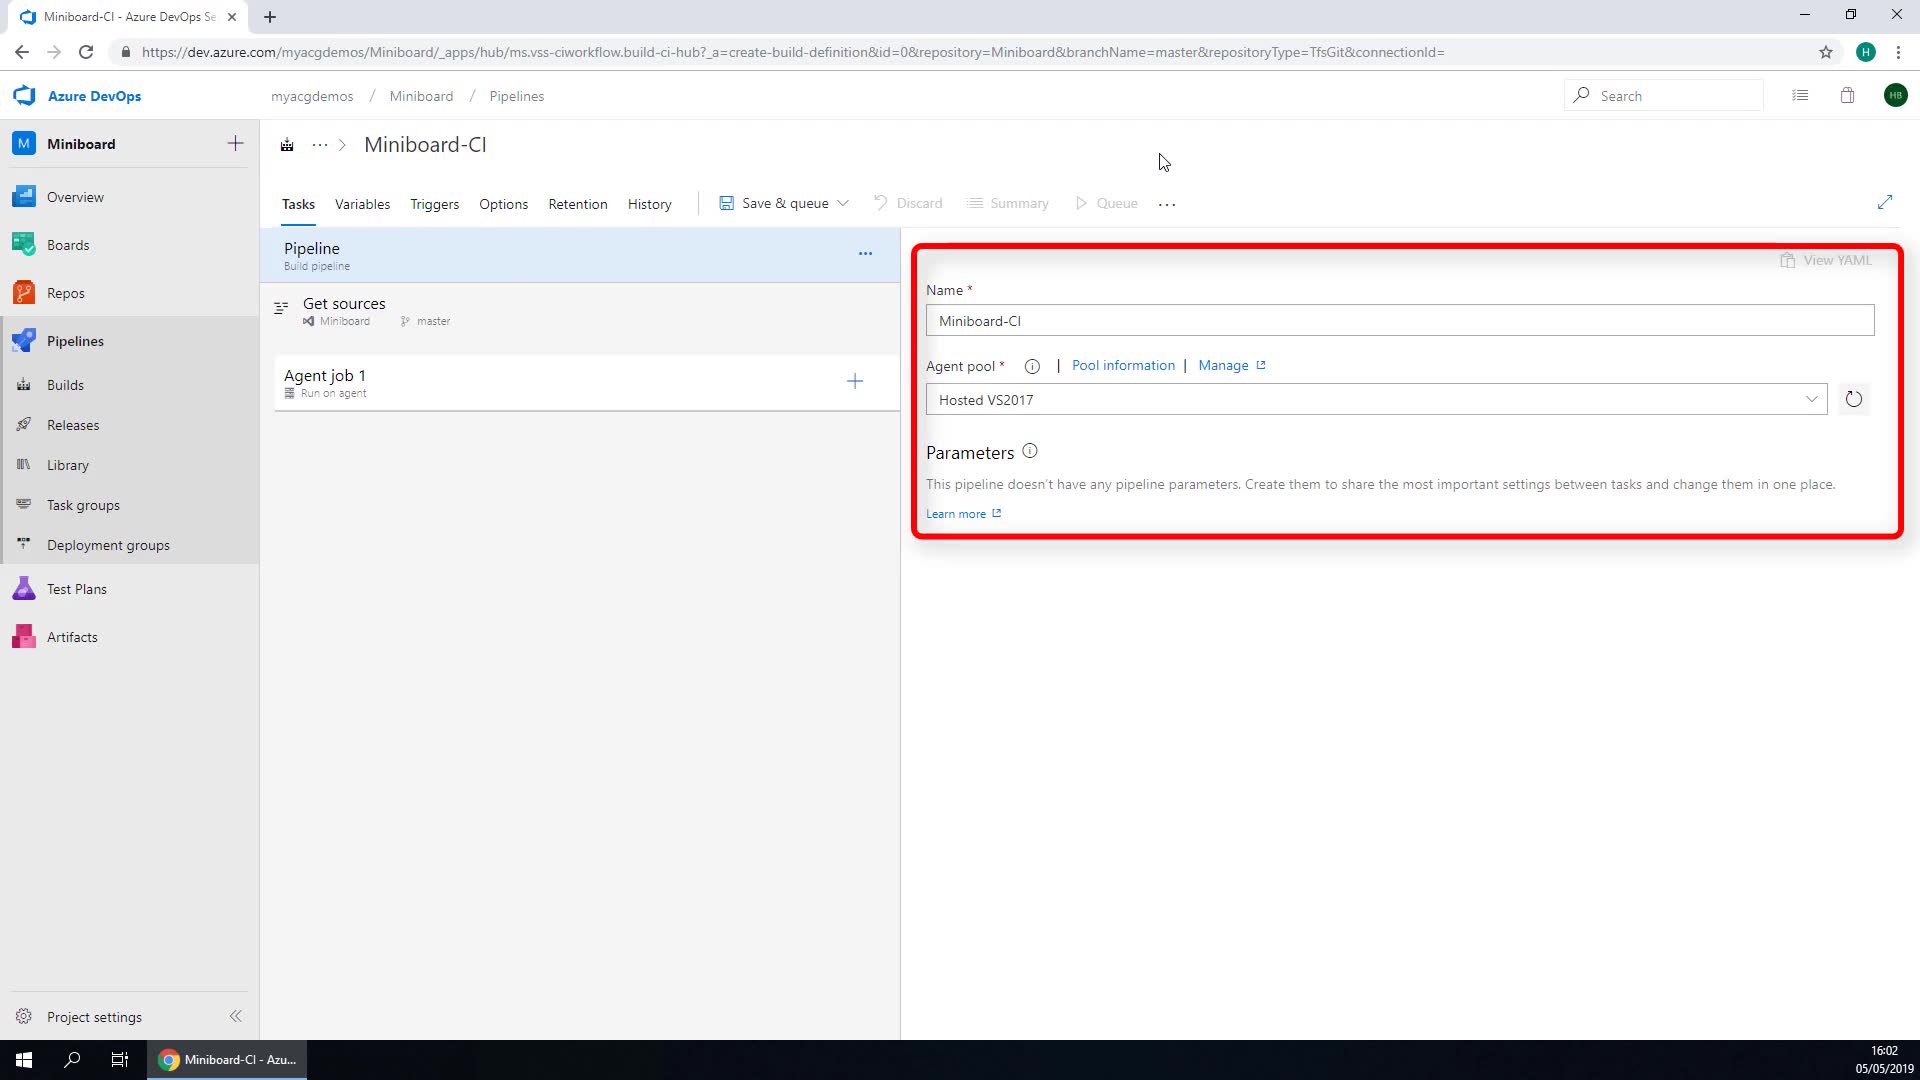 Miniboard-CI - Azure DevOps Se
https://dev.azure.com/myacgdemos/Miniboard/_apps/hub/ms.vss-ciworkflow.build-ci-hub?_a=create-build-definition&id=0&repository=Miniboard&branchName=master&repositoryType=TfsGit&connectionId=
H
Azure DevOps
myacgdemos / Miniboard / Pipelines
Search
HB
M Miniboard
Miniboard-CI
Overview
Boards
Repos
Pipelines
Builds
Releases
Library
Task groups
Deployment groups
Test Plans
Artifacts
Project settings
Tasks Variables Triggers Options Retention History
Save & queue Discard Summary Queue ...
Pipeline
Build pipeline
Get sources
Miniboard master
Agent job 1
Run on agent
View YAML
Name *
Miniboard-CI
Agent pool * | Pool information | Manage
Hosted VS2017
Parameters
This pipeline doesn't have any pipeline parameters. Create them to share the most important settings between tasks and change them in one place.
Learn more
Miniboard-CI - Azu...
16:02
05/05/2019